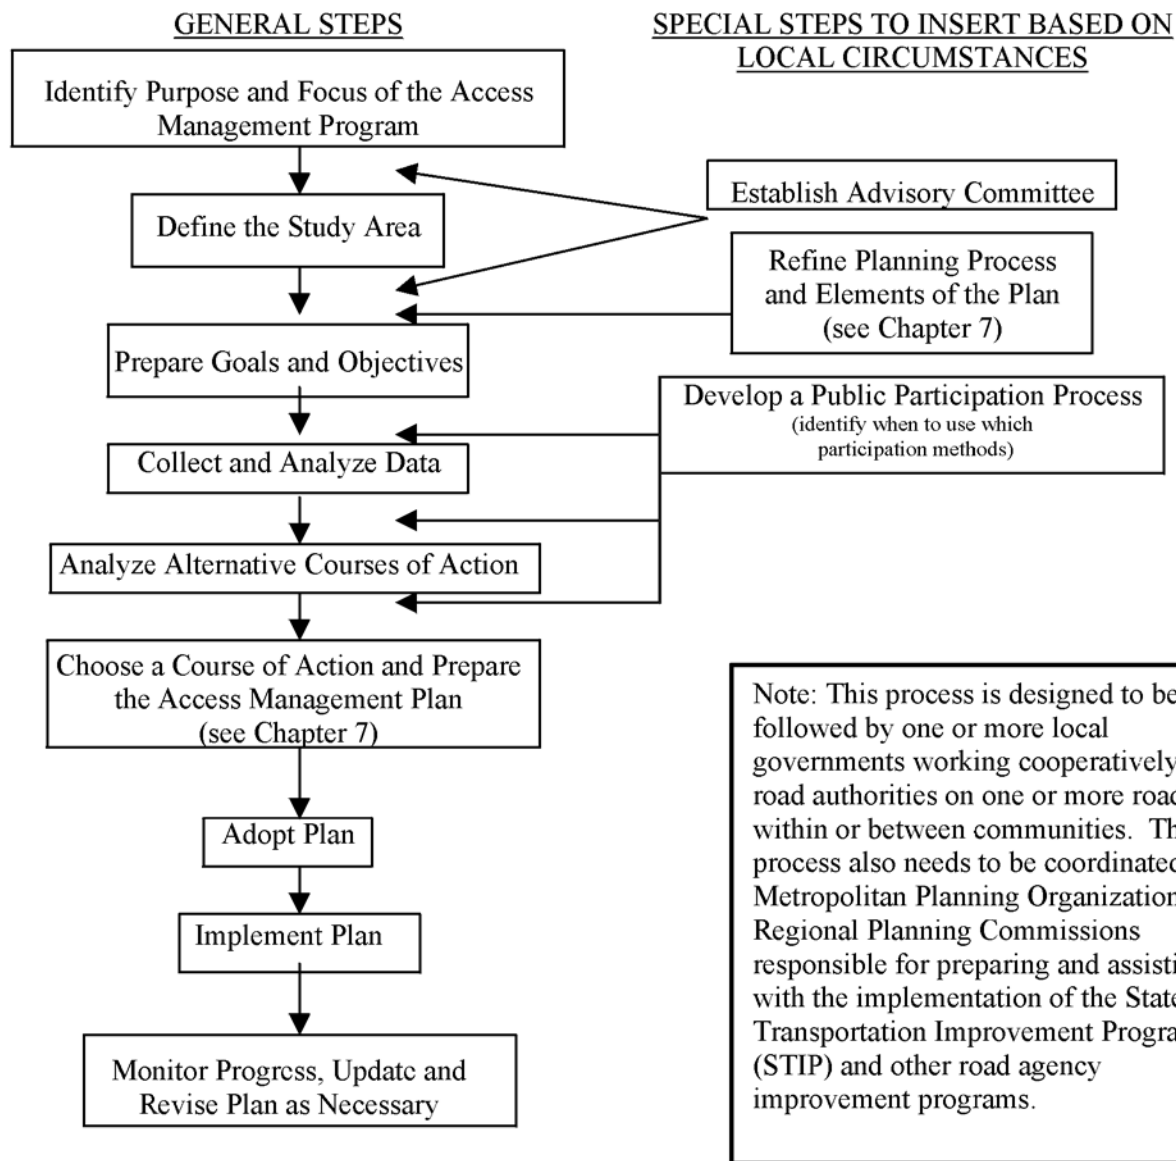 GENERAL STEPS
SPECIAL STEPS TO INSERT BASED ON
LOCAL CIRCUMSTANCES
Identify Purpose and Focus of the Access
Management Program
Define the Study Area
Prepare Goals and Objectives
Collect and Analyze Data
Analyze Alternative Courses of Action
Choose a Course of Action and Prepare
the Access Management Plan
(see Chapter 7)
Adopt Plan
Implement Plan
Monitor Progress, Update and
Revise Plan as Necessary
Establish Advisory Committee
Refine Planning Process
and Elements of the Plan
(see Chapter 7)
Develop a Public Participation Process
(identify when to use which
participation methods)
Note: This process is designed to be
followed by one or more local
governments working cooperatively
road authorities on one or more
within or between communities.
process also needs to be coordinated
Metropolitan Planning
Regional Planning Commissions
responsible for preparing and
with the implementation of the State
Transportation Improvement
(STIP) and other road agency
improvement programs.